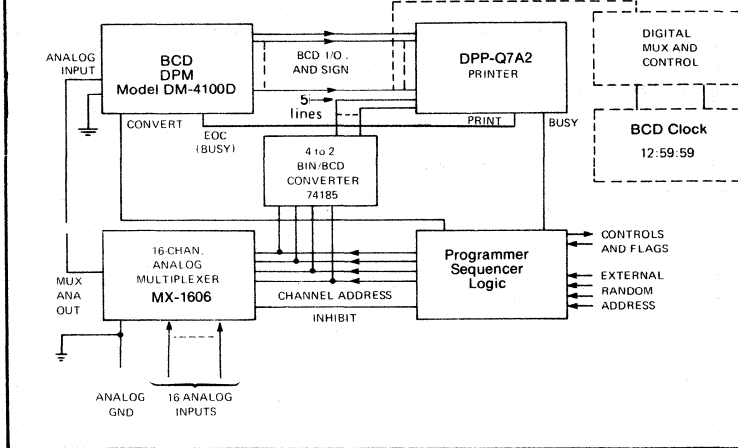 ANALOG
INPUT
BCD
DPM
Model DM-4100D
BCD I/O,
AND SIGN
5
lines
DPP-Q7A2
PRINTER
DIGITAL
MUX AND
CONTROL
CONVERT
EOC
(BUSY)
PRINT
BUSY
BCD Clock
12:59:59
4 to 2
BIN/BCD
CONVERTER
74185
16-CHAN.
ANALOG
MULTIPLEXER
MX-1606
MUX
ANA
OUT
CHANNEL ADDRESS
INHIBIT
Programmer
Sequencer
Logic
CONTROLS
AND FLAGS
EXTERNAL
RANDOM
ADDRESS
ANALOG
GND
16 ANALOG
INPUTS